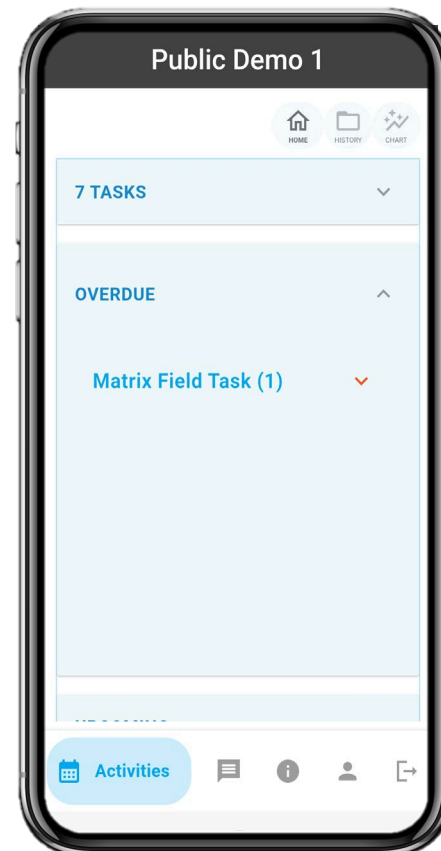 Public Demo 1
HOME
HISTORY
CHART
7 TASKS
OVERDUE
Matrix Field Task (1)
Activities